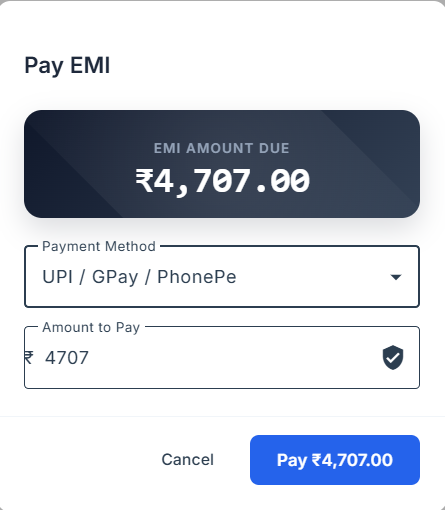 Pay EMI
EMI AMOUNT DUE
₹4,707.00
Payment Method
UPI / GPay / PhonePe
Amount to Pay
₹ 4707
Cancel
Pay ₹4,707.00